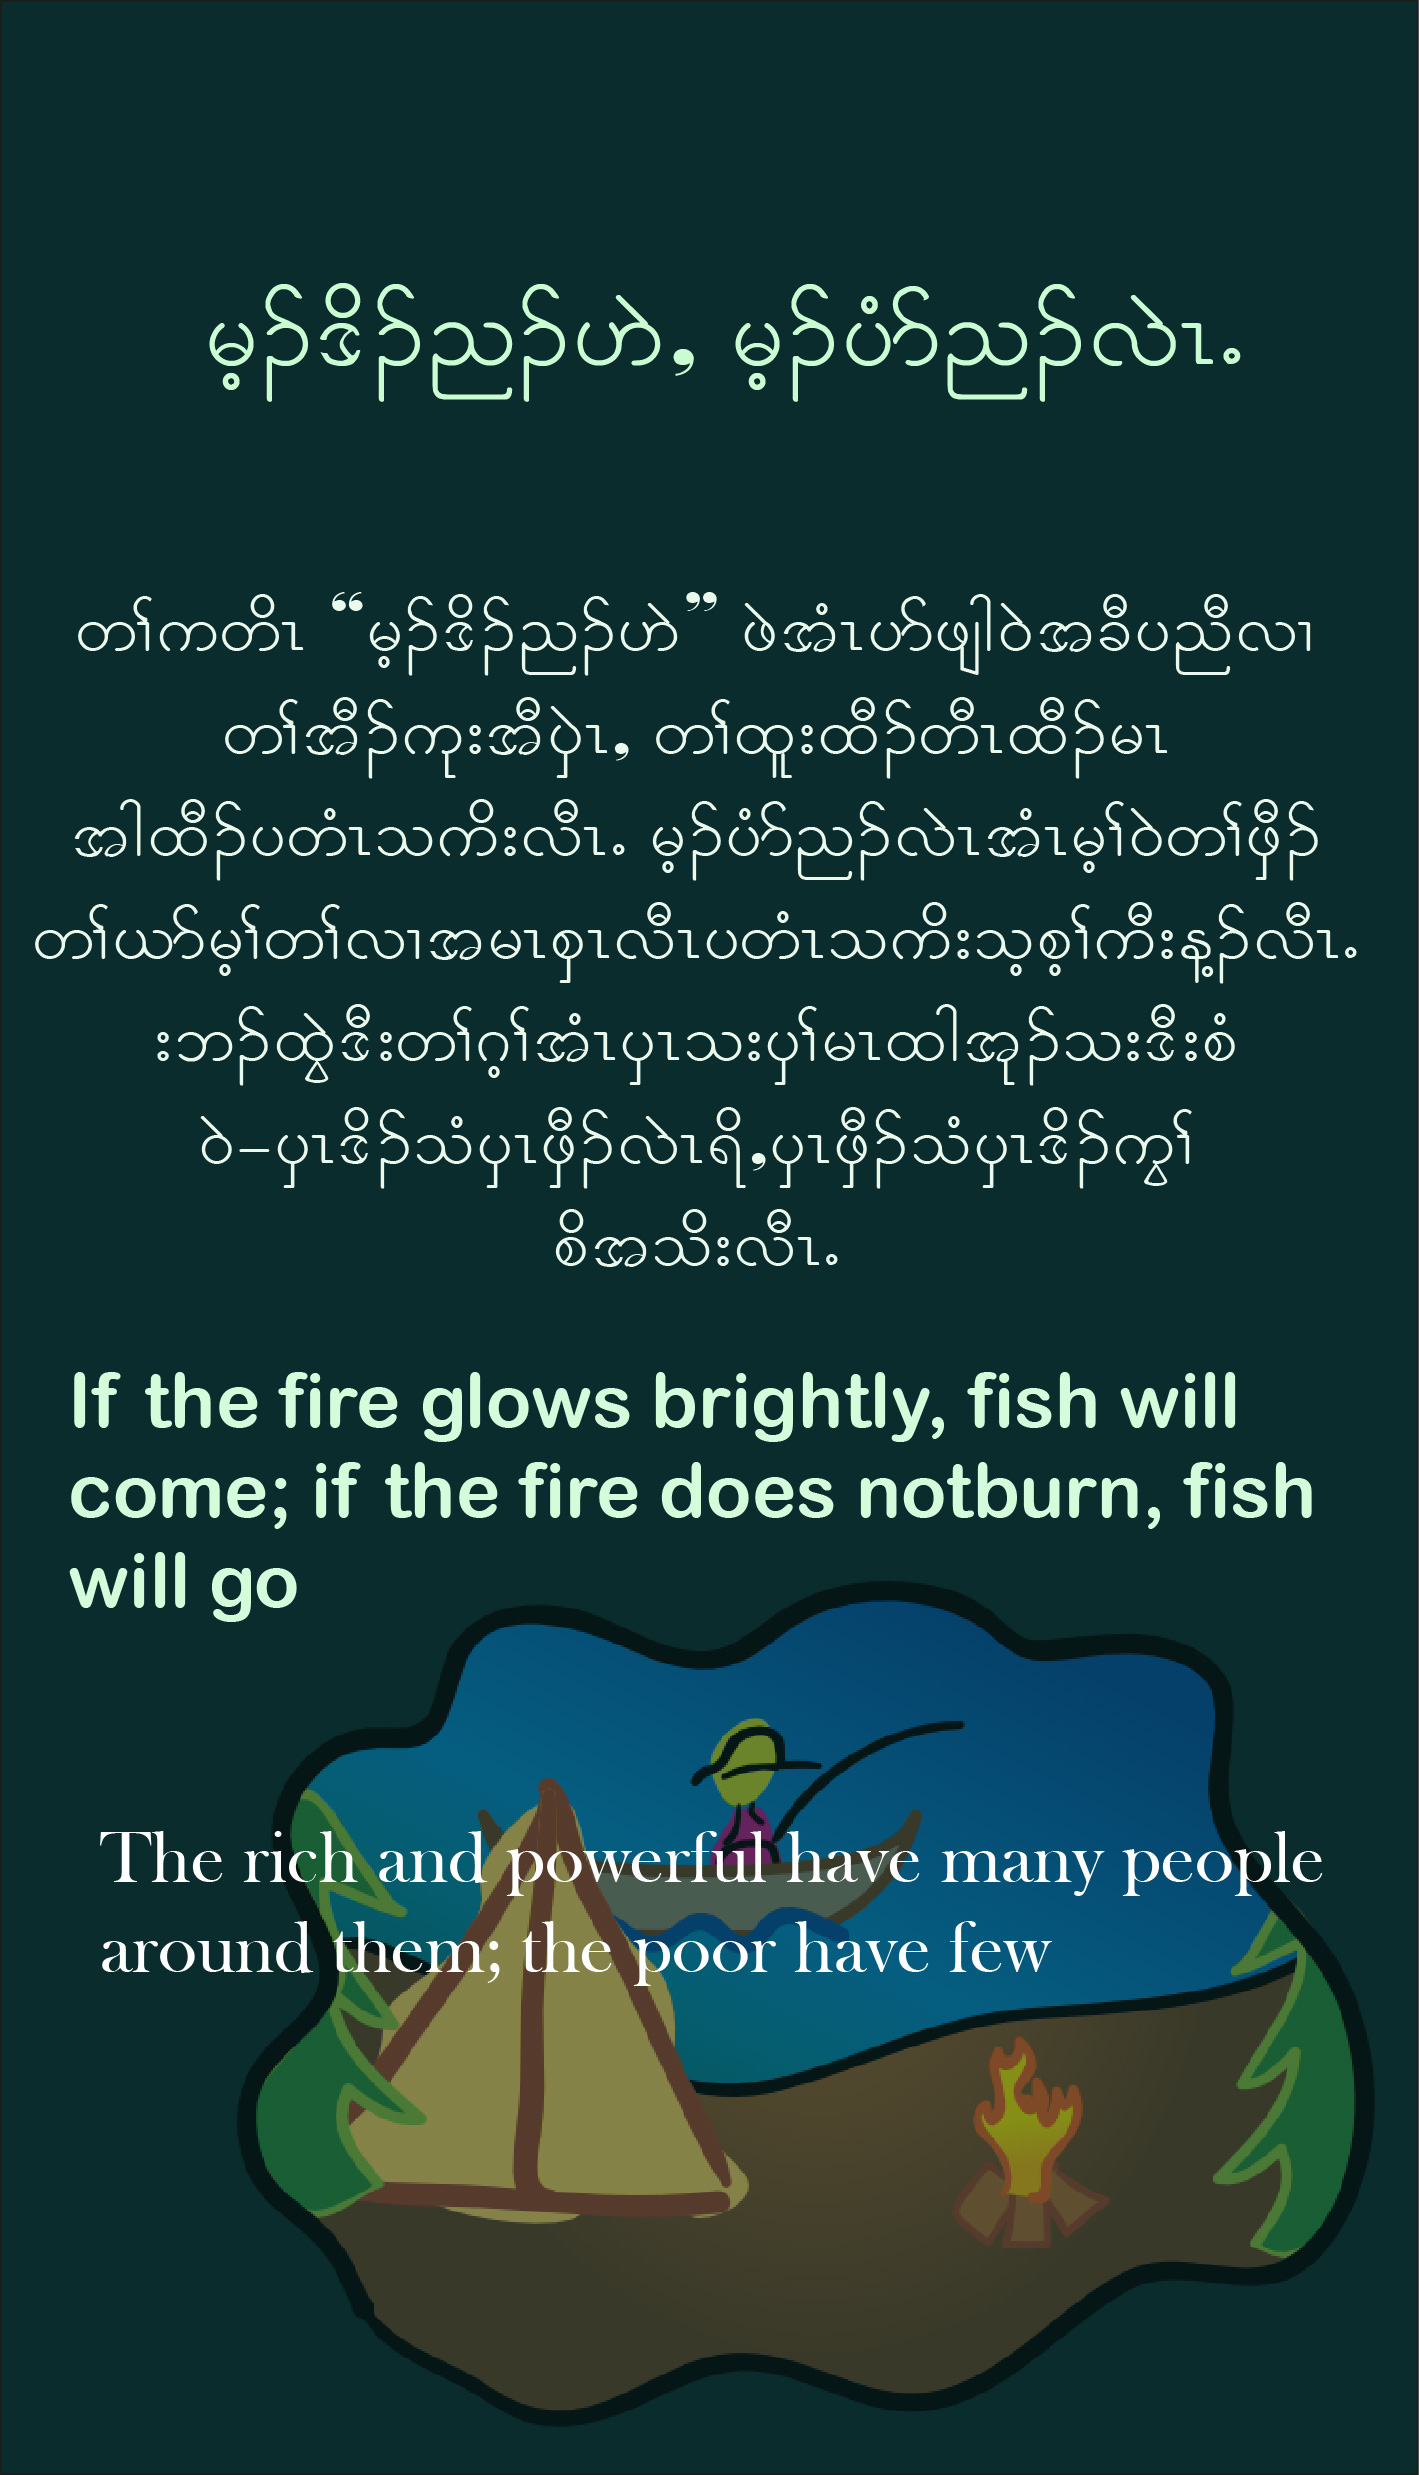 မ့ၣ်ဒိၣ်ညၣ်ဟဲ, မ့ၣ်ပံာ်ညၣ်လဲၤ.
တၢ်ကတိၤ “မ့ၣ်ဒိၣ်ညၣ်ဟဲ” ဖဲအံၤဟ်ဖျါဝဲအခီပညီလၢ
တၢ်အီၣ်ကုးအီပှဲၤ, တၢ်ထူးထီၣ်တီၤထီၣ်မၤ
အါထီၣ်ပတံၤသကိးလီၤ. မ့ၣ်ပံာ်ညၣ်လဲၤအံၤမ့ၢ်ဝဲတၢ်ဖှီၣ်
တၢ်ယာ်မ့ၢ်တၢ်လၢအမၤစှၤလီၤပတံၤသကိးသ့စ့ၢ်ကီးန့ၣ်လီၤ.
းဘၣ်ထွဲဒီးတၢ်ဂ့ၢ်အံၤပှၤသးပှၢ်မၤထါအုၣ်သးဒီးစံ
ဝဲ–ပှၤဒိၣ်သံပှၤဖှီၣ်လဲၤရိ,ပှၤဖှီၣ်သံပှၤဒိၣ်ကွၢ်
စိအသိးလီၤ.
If the fire glows brightly, fish will
come; if the fire does notburn, fish
will go
The rich and powerful have many people
around them; the poor have few